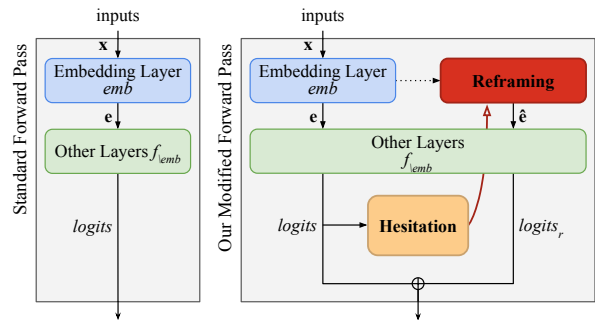 Standard Forward Pass
inputs
x
Embedding Layer
emb
e
Other Layers f\emb
logits
Our Modified Forward Pass
inputs
x
Embedding Layer
emb
Reframing
e
ê
Other Layers
f\emb
logits
Hesitation
logits_r